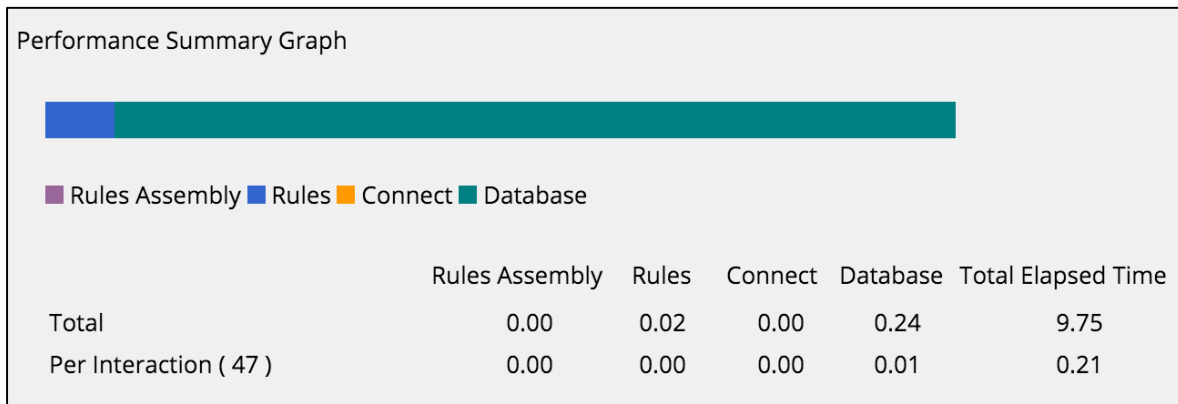 Performance Summary Graph
Rules Assembly Rules Connect Database
Rules Assembly Rules Connect Database Total Elapsed Time
Total 0.00 0.02 0.00 0.24 9.75
Per Interaction ( 47 ) 0.00 0.00 0.00 0.01 0.21